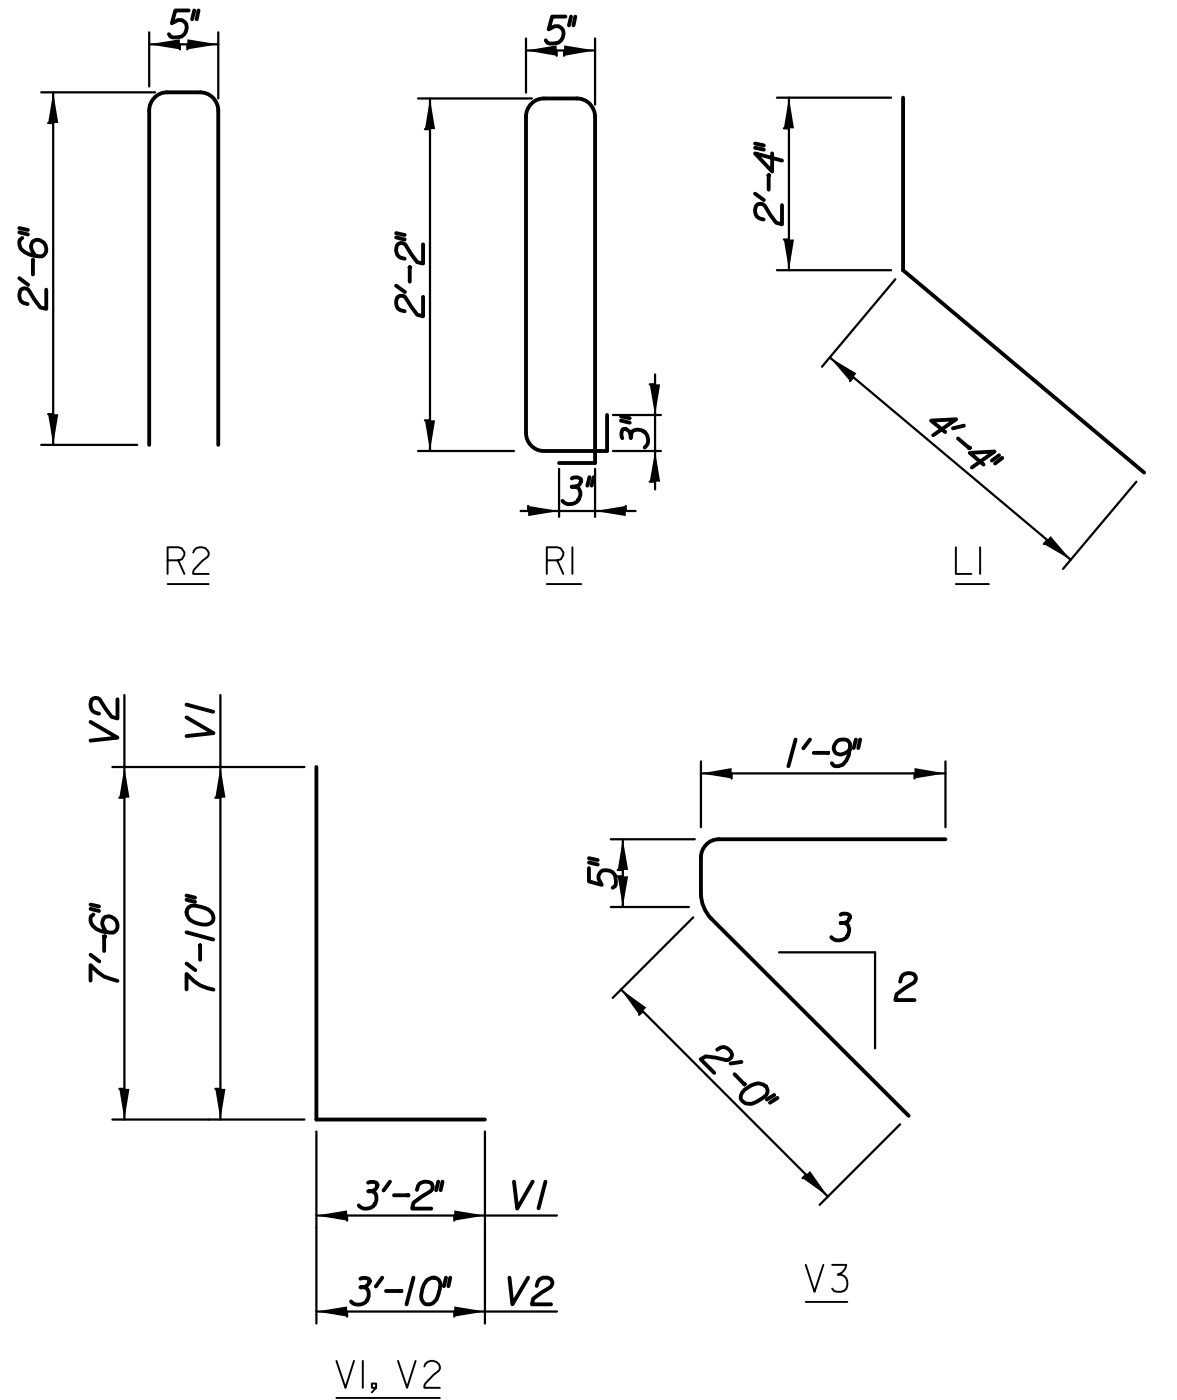 5"
2'-6"
R2
5"
2'-2"
3"
3"
R1
2'-4"
4'-4"
L1
V2
V1
7'-6"
7'-10"
3'-2" V1
3'-10" V2
V1, V2
1'-9"
5"
3
2
2'-0"
V3